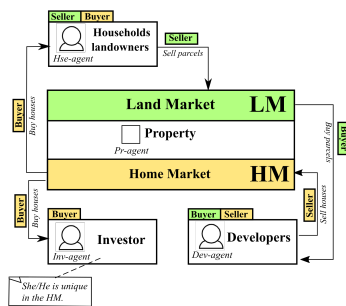 Seller Buyer
Households
landowners
Hse-agent
Seller
Sell parcels
Buyer
Buy houses
Land Market LM
Property
Pr-agent
Home Market HM
Buyer
Buy parcels
Buyer
Buy houses
Seller
Sell houses
Buyer
Investor
Inv-agent
Buyer Seller
Developers
Dev-agent
She/He is unique
in the HM.